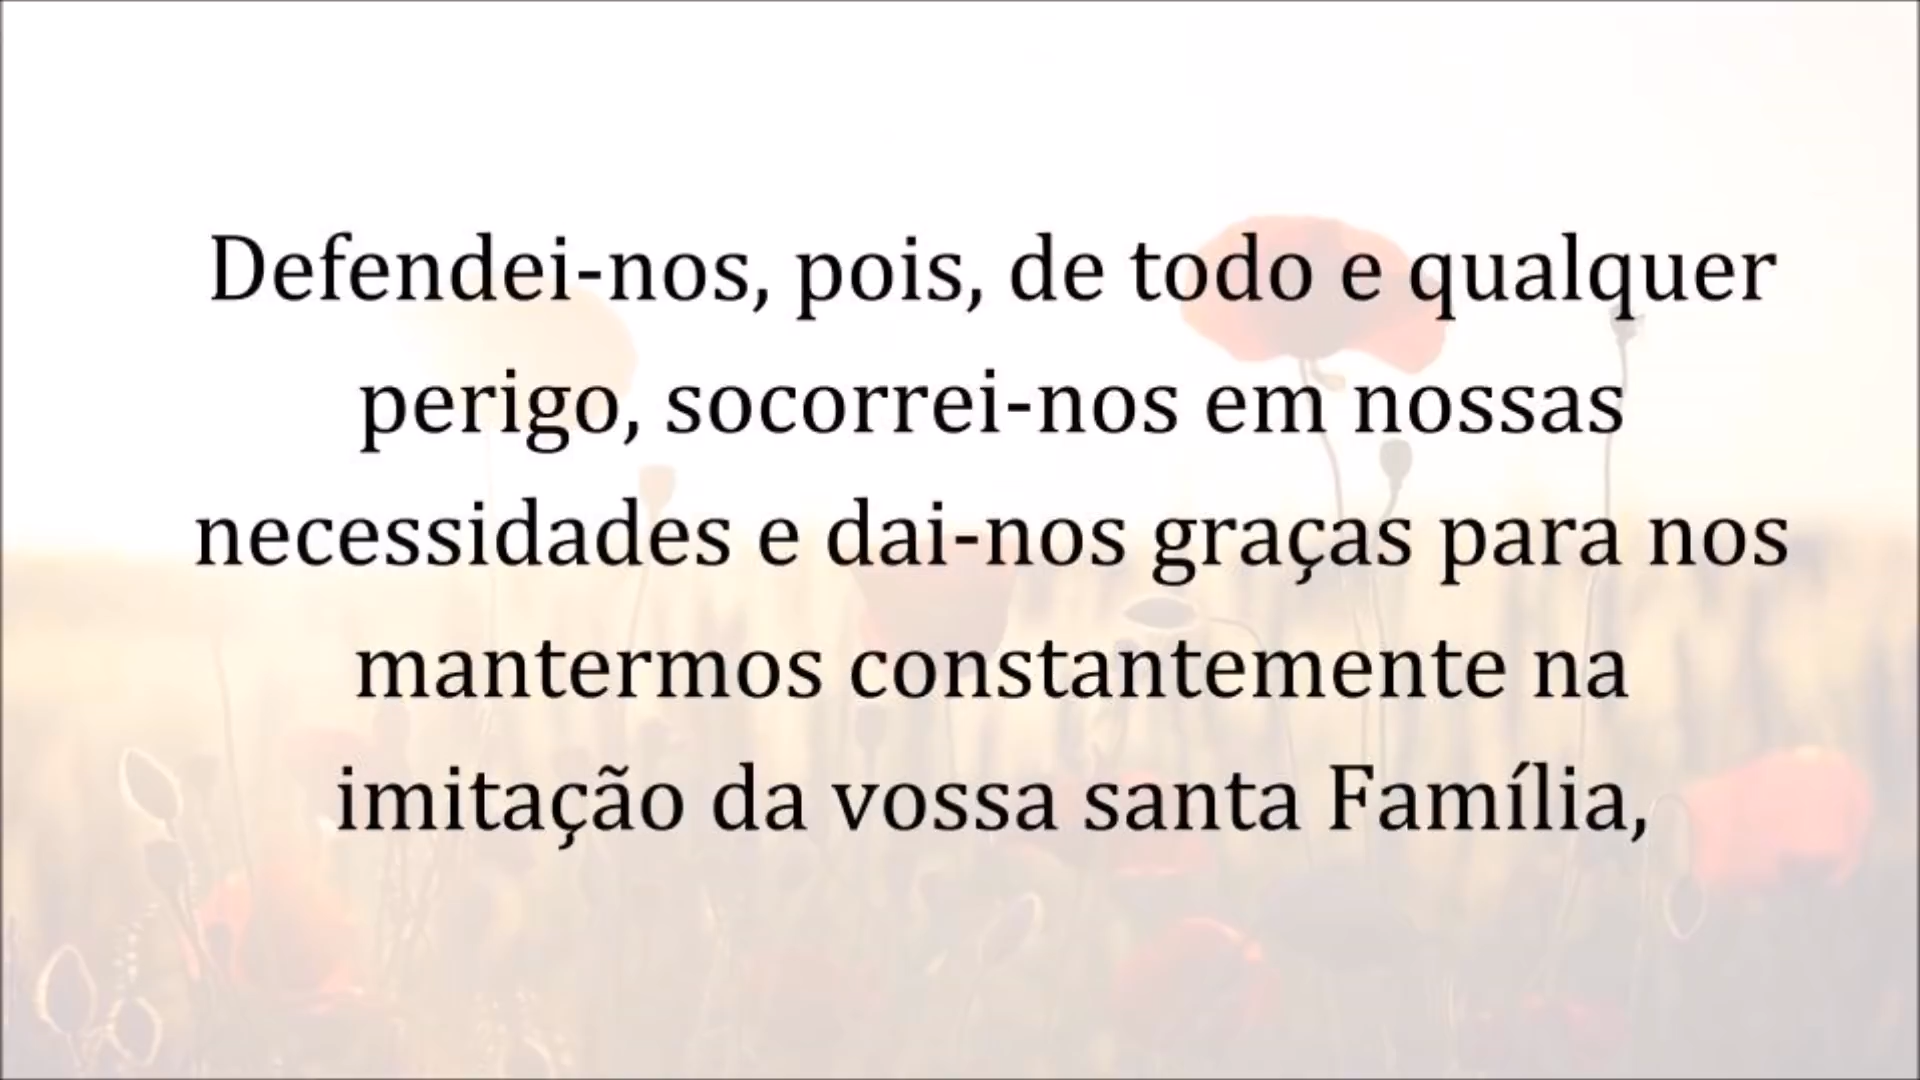 Defendei-nos, pois, de todo e qualquer
perigo, socorrei-nos em nossas
necessidades e dai-nos graças para nos
mantermos constantemente na
imitação da vossa santa Família,